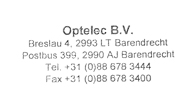 Optelec B.V.
Breslau 4, 2993 LT Barendrecht
Postbus 399, 2990 AJ Barendrecht
Tel. +31 (0)88 678 3444
Fax +31 (0)88 678 3400